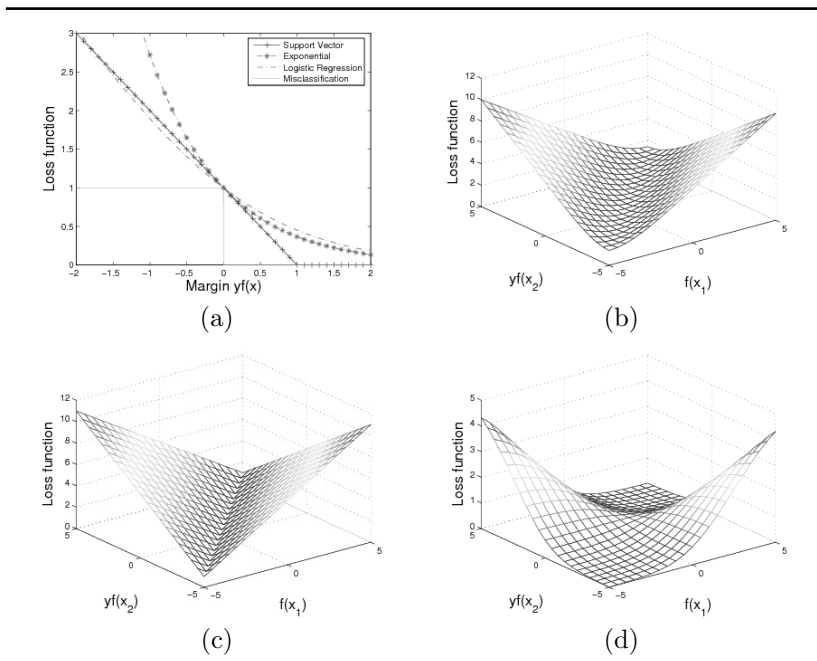 3
2.5
2
1.5
1
0.5
0
Loss function
Support Vector
Exponential
Logistic Regression
Misclassification
−2 −1.5 −1 −0.5 0 0.5 1 1.5 2
Margin yf(x)
(a)
12
10
8
6
4
2
0
Loss function
5
0
−5
yf(x2)
−5
0
5
f(x1)
(b)
12
10
8
6
4
2
0
Loss function
5
0
−5
yf(x2)
−5
0
5
f(x1)
(c)
5
4
3
2
1
0
Loss function
5
0
−5
yf(x2)
−5
0
5
f(x1)
(d)